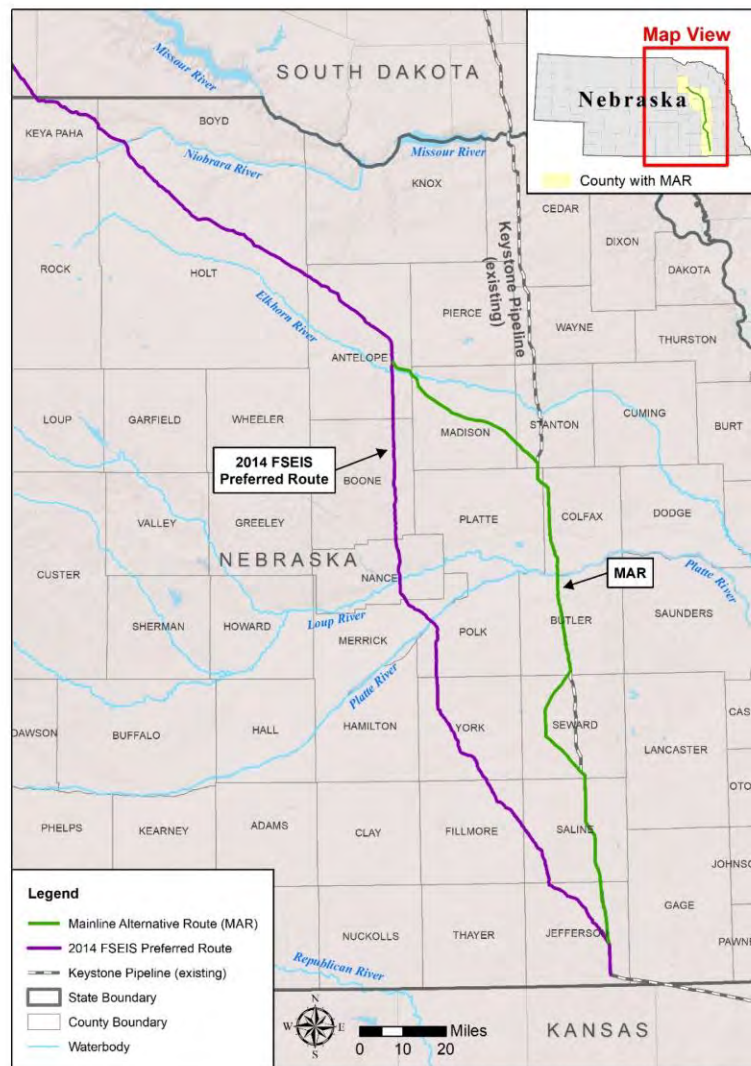 Map View
Nebraska
County with MAR
Missouri River
SOUTH DAKOTA
KEYA PAHA
BOYD
Niobrara River
Missouri River
KNOX
CEDAR
DIXON
DAKOTA
Keystone Pipeline
(existing)
ROCK
HOLT
Elkhorn River
PIERCE
WAYNE
THURSTON
ANTELOPE
LOUP
GARFIELD
WHEELER
MADISON
STANTON
CUMING
BURT
2014 FSEIS
Preferred Route
BOONE
VALLEY
GREELEY
PLATTE
COLFAX
DODGE
NEBRASKA
CUSTER
NANCE
MAR
Platte River
SHERMAN
HOWARD
Loup River
MERRICK
POLK
BUTLER
SAUNDERS
Platte River
DAWSON
BUFFALO
HALL
HAMILTON
YORK
SEWARD
LANCASTER
CAS
OTO
PHELPS
KEARNEY
ADAMS
CLAY
FILLMORE
SALINE
JOHNSO
GAGE
PAWNE
NUCKOLLS
THAYER
JEFFERSON
Republican River
Legend
Mainline Alternative Route (MAR)
2014 FSEIS Preferred Route
Keystone Pipeline (existing)
State Boundary
County Boundary
Waterbody
N
W
E
S
0 10 20
Miles
KANSAS